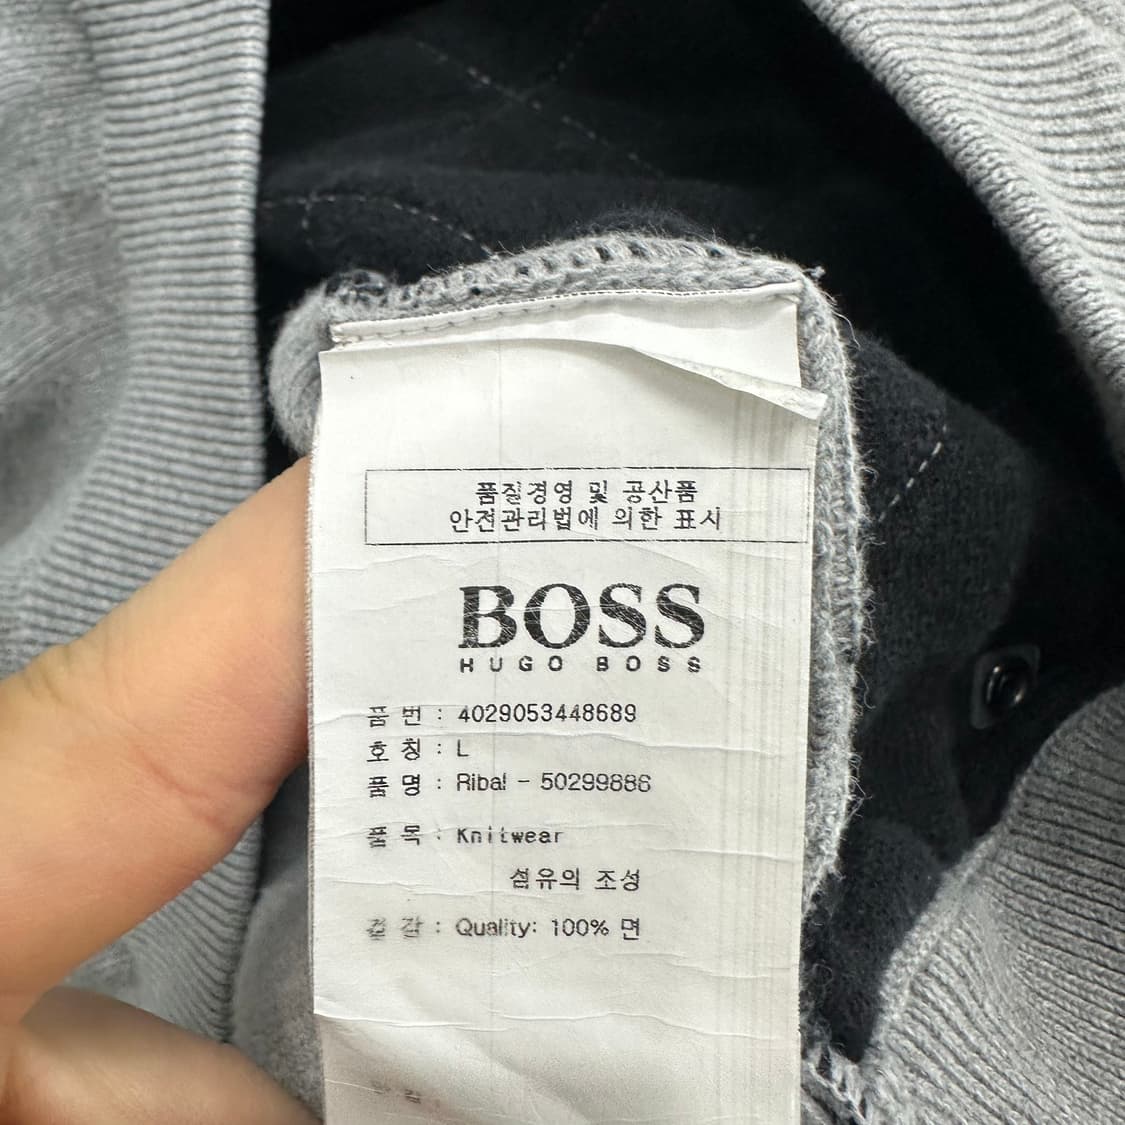 품질경영 및 공산품
안전관리법에 의한 표시
BOSS
HUGO BOSS
품 번 : 4029053448689
호 칭 : L
품 명 : Ribal - 50299886
품 목 : Knitwear
섬유의 조성
겉 감 : Quality: 100% 면